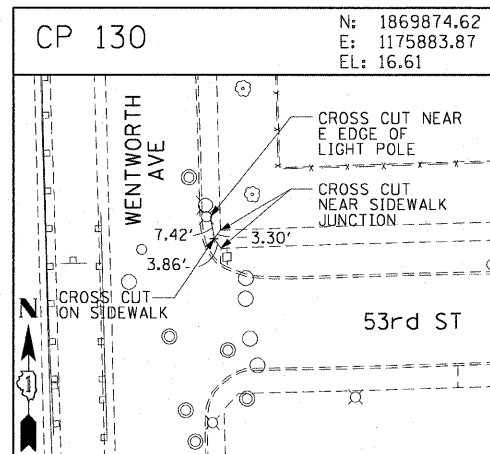 CP 130
N: 1869874.62
E: 1175883.87
EL: 16.61
WENTWORTH
AVE
CROSS CUT NEAR
E EDGE OF
LIGHT POLE
CROSS CUT
NEAR SIDEWALK
JUNCTION
7.42'
3.30'
3.86'
CROSS CUT
ON SIDEWALK
53rd ST
N